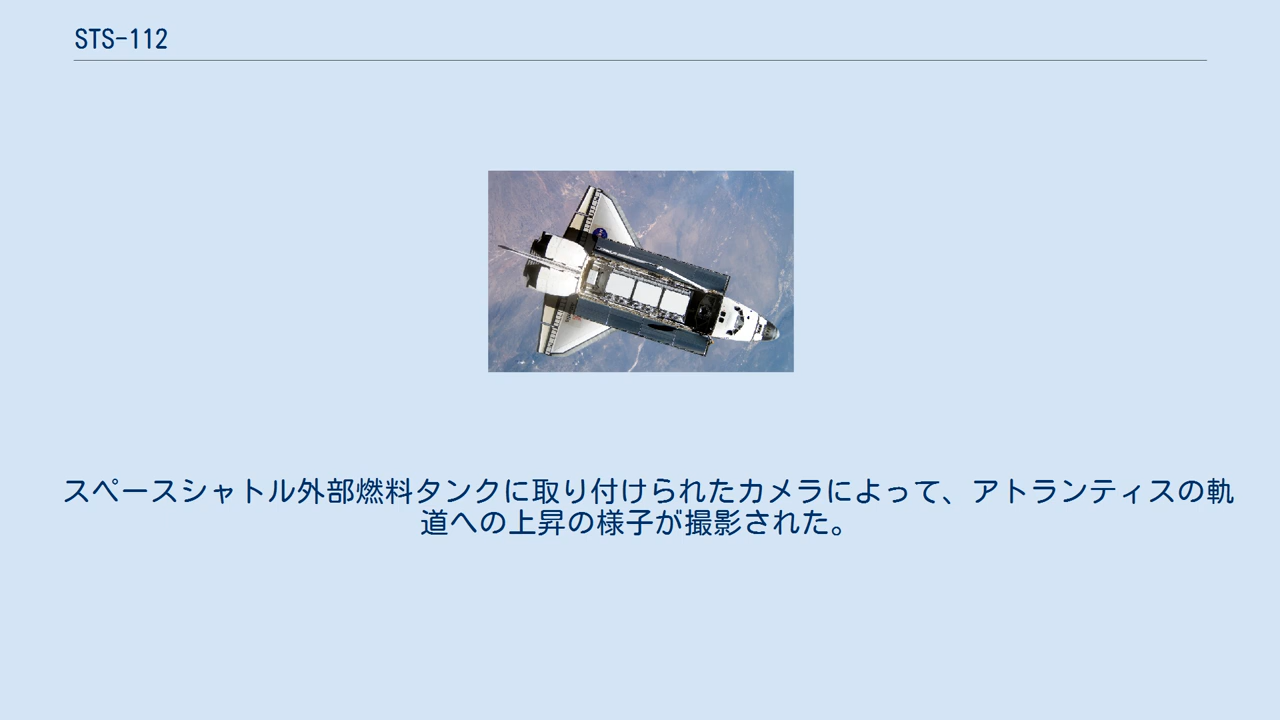 STS-112
スペースシャトル外部燃料タンクに取り付けられたカメラによって、アトランティスの軌
道への上昇の様子が撮影された。